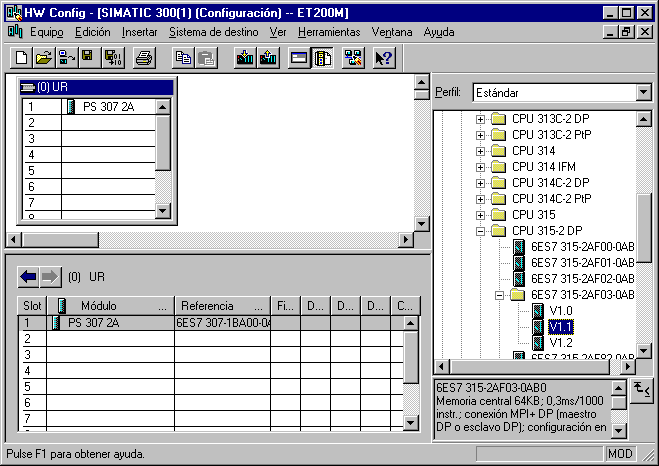 HW Config - [SIMATIC 300(1) (Configuración) -- ET200M]
Equipo Edición Insertar Sistema de destino Ver Herramientas Ventana Ayuda
(0) UR
1 PS 307 2A
2
3
4
5
6
7
8
Perfil: Estándar
CPU 313C-2 DP
CPU 313C-2 PtP
CPU 314
CPU 314 IFM
CPU 314C-2 DP
CPU 314C-2 PtP
CPU 315
CPU 315-2 DP
6ES7 315-2AF00-0AB
6ES7 315-2AF01-0AB
6ES7 315-2AF02-0AB
6ES7 315-2AF03-0AB
V1.0
V1.1
V1.2
6ES7 315-2AF82-0AB
(0) UR
Slot Módulo ... Referencia ... Fi... D... D... D... C...
1 PS 307 2A 6ES7 307-1BA00-0A
2
3
4
5
6
7
6ES7 315-2AF03-0AB0
Memoria central 64KB; 0,3ms/1000
instr.; conexión MPI+ DP (maestro
DP o esclavo DP); configuración en
Pulse F1 para obtener ayuda.
MOD